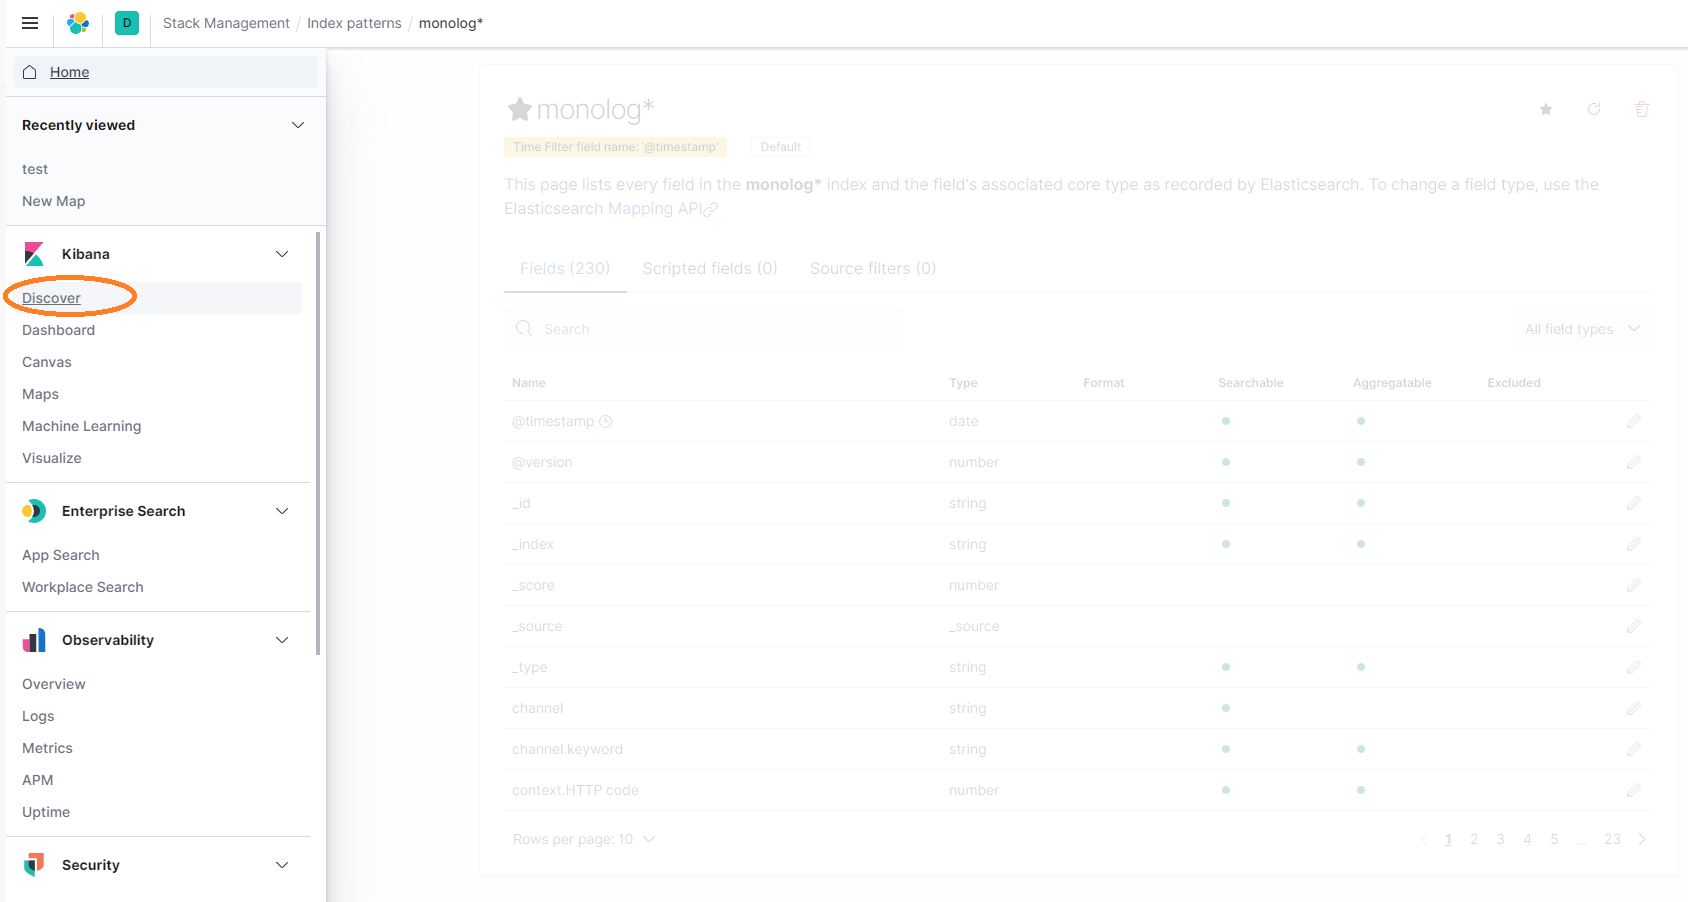 D Stack Management / Index patterns / monolog*
Home
Recently viewed
test
New Map
Kibana
Discover
Dashboard
Canvas
Maps
Machine Learning
Visualize
Enterprise Search
App Search
Workplace Search
Observability
Overview
Logs
Metrics
APM
Uptime
Security
monolog*
Time Filter field name: '@timestamp' Default
This page lists every field in the monolog* index and the field's associated core type as recorded by Elasticsearch. To change a field type, use the
Elasticsearch Mapping API
Fields (230) Scripted fields (0) Source filters (0)
Search All field types
Name Type Format Searchable Aggregatable Excluded
@timestamp date
@version number
_id string
_index string
_score number
_source _source
_type string
channel string
channel.keyword string
context.HTTP code number
Rows per page: 10 1 2 3 4 5 ... 23